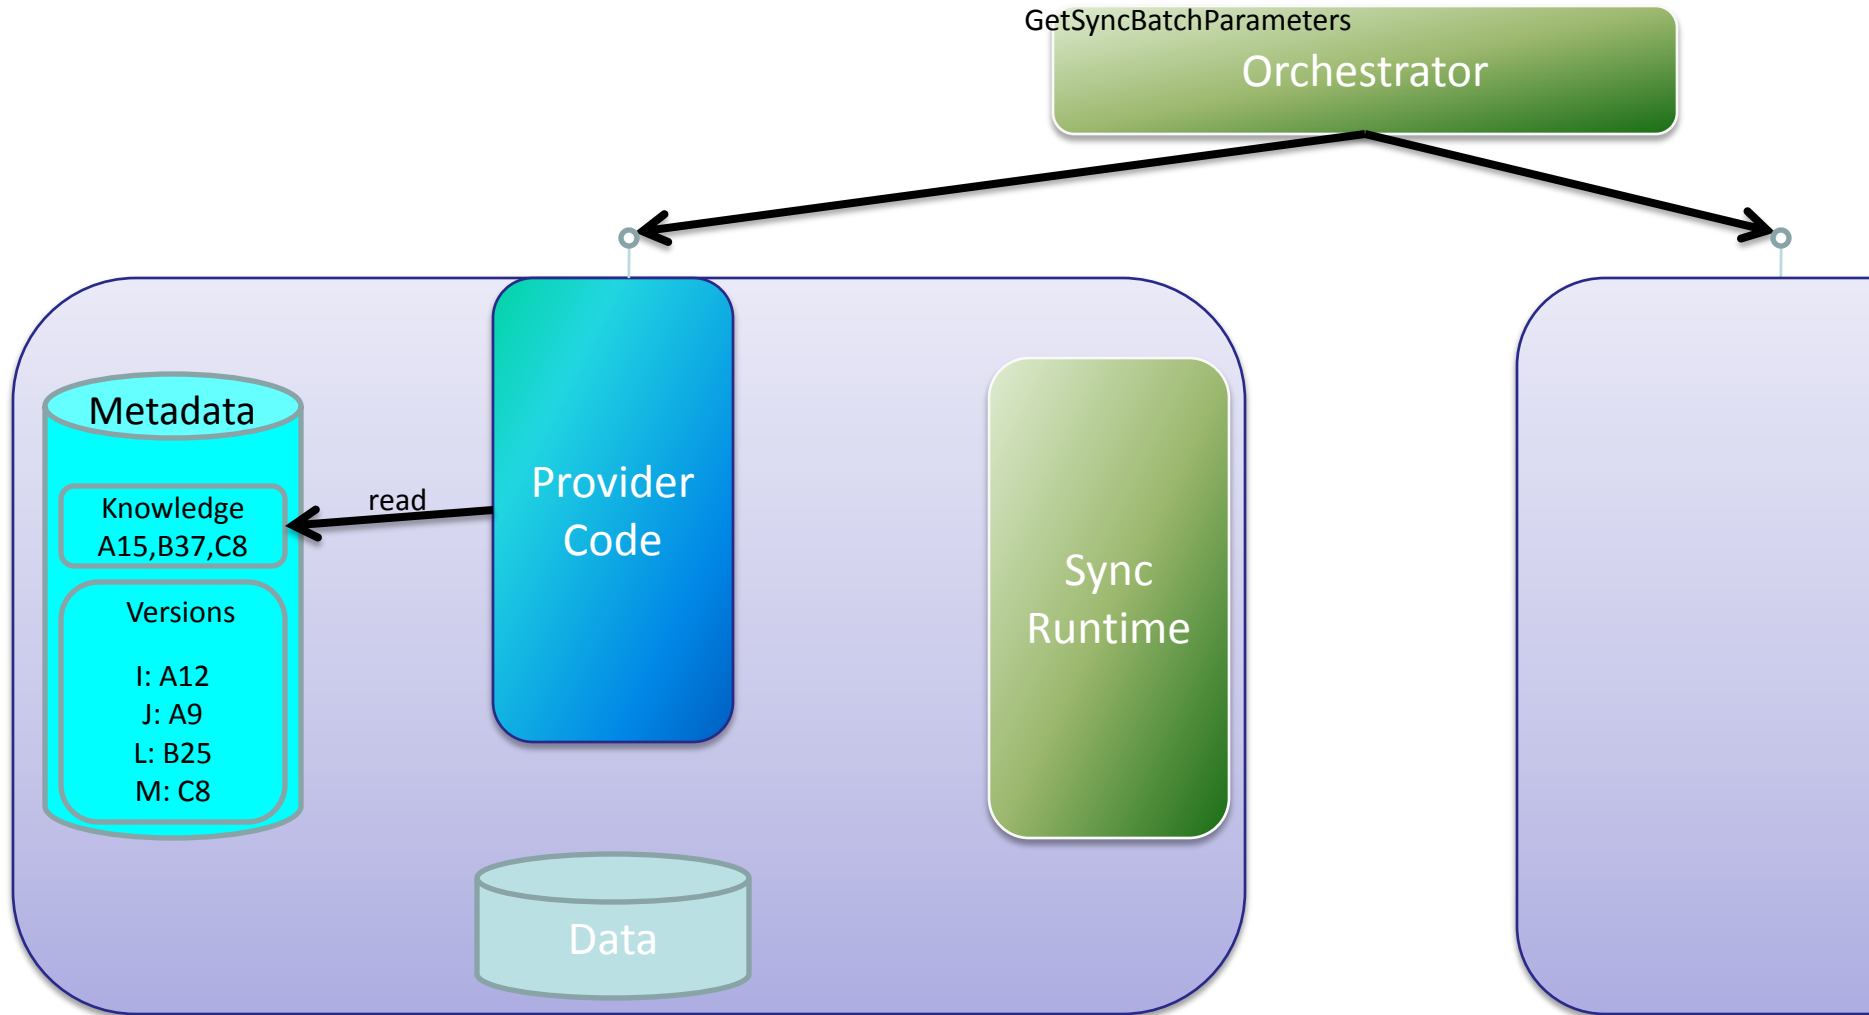 GetSyncBatchParameters
Orchestrator
Metadata
Knowledge
A15,B37,C8
Versions
I: A12
J: A9
L: B25
M: C8
read
Provider
Code
Sync
Runtime
Data